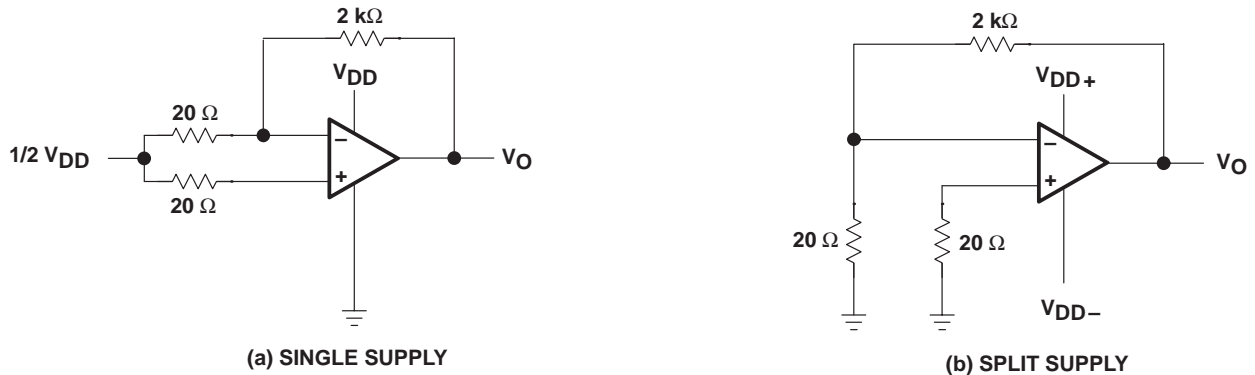 2 kΩ
V_DD
20 Ω
1/2 V_DD
−
+
V_O
20 Ω
(a) SINGLE SUPPLY
2 kΩ
V_DD+
−
+
V_O
20 Ω
20 Ω
V_DD−
(b) SPLIT SUPPLY